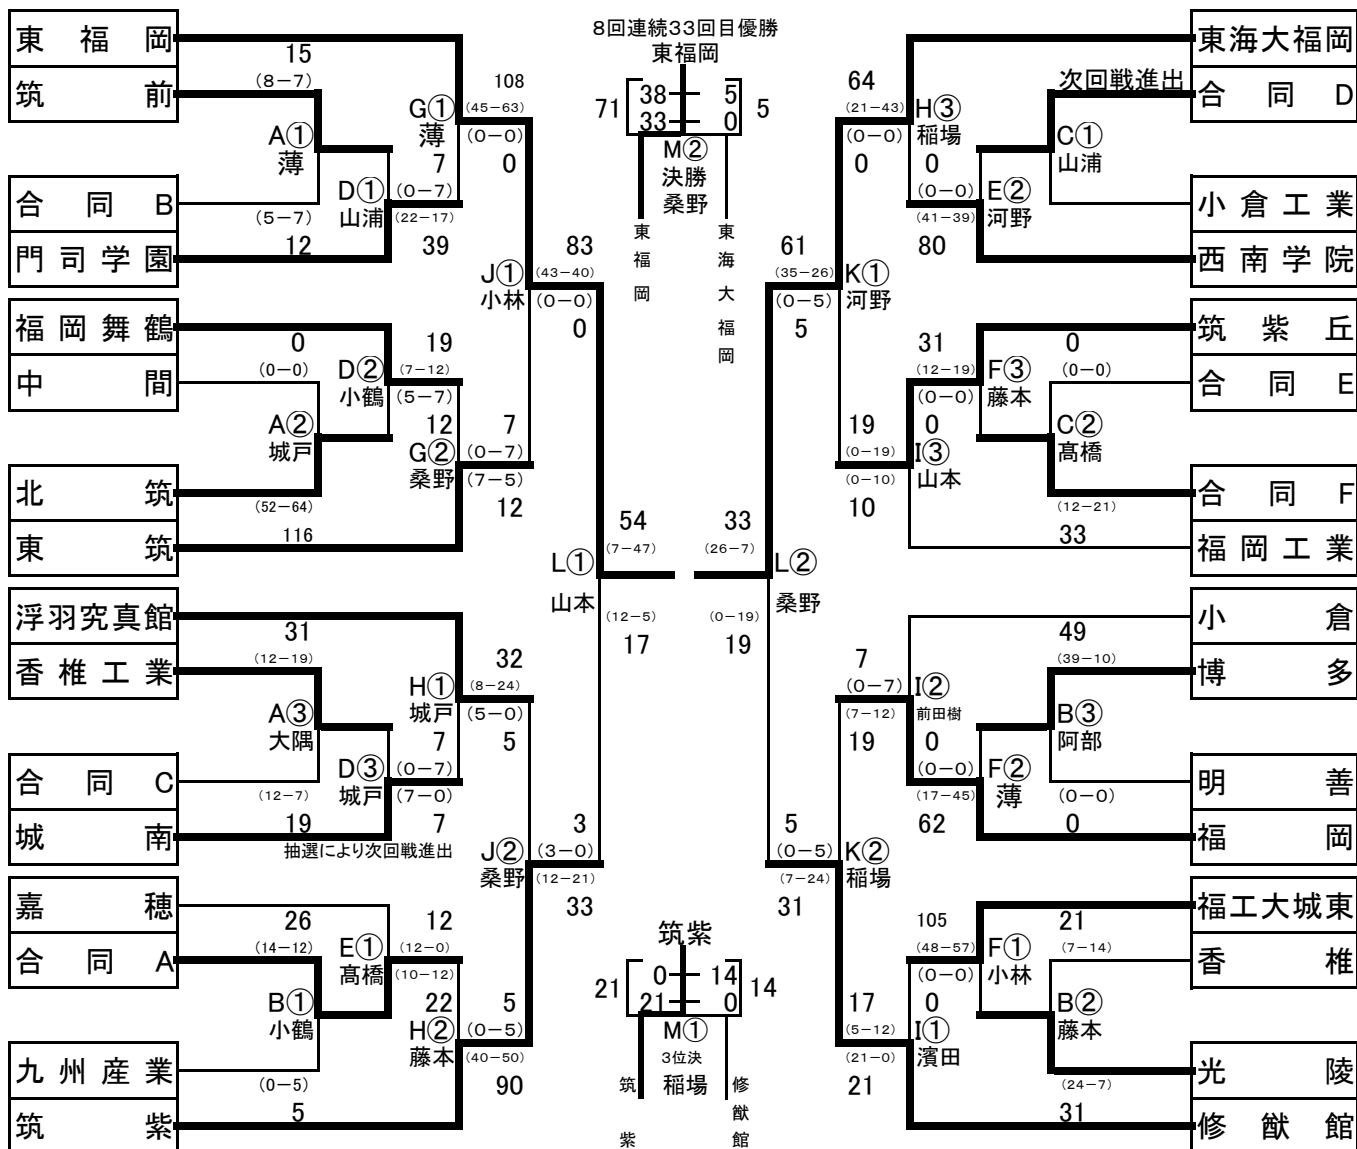 8回連続33回目優勝
東福岡
71
38 5
33 0
5
M②
決勝
桑野
東福岡
東海大福岡
東福岡
筑前
合同B
門司学園
福岡舞鶴
中間
北筑
東筑
浮羽究真館
香椎工業
合同C
城南
嘉穂
合同A
九州産業
筑紫
15
(8-7)
A①
薄
(5-7)
12
D①
山浦
108
(45-63)
G①
薄
(0-0)
0
7
(0-7)
(22-17)
39
0
(0-0)
A②
城戸
(52-64)
116
19
(7-12)
D②
小鶴
(5-7)
12
7
(0-7)
G②
桑野
(7-5)
12
83
(43-40)
J①
小林
(0-0)
0
31
(12-19)
A③
大隅
(12-7)
19
32
(8-24)
H①
城戸
(5-0)
5
7
(0-7)
D③
城戸
(7-0)
7
抽選により次回戦進出
26
(14-12)
B①
小鶴
(0-5)
5
12
(12-0)
E①
髙橋
(10-12)
22
5
(0-5)
H②
藤本
(40-50)
90
3
(3-0)
J②
桑野
(12-21)
33
54
(7-47)
L①
山本
(12-5)
17
33
(26-7)
L②
桑野
(0-19)
19
筑紫
21
0 14
21 0
14
M①
3位決
稲場
筑紫
修猷館
64
(21-43)
H③
稲場
(0-0)
0
0
(0-0)
E②
河野
(41-39)
80
次回戦進出
C①
山浦
61
(35-26)
K①
河野
(0-5)
5
31
(12-19)
F③
藤本
(0-0)
0
0
(0-0)
C②
髙橋
(12-21)
33
19
(0-19)
I③
山本
(0-10)
10
7
(0-7)
I②
前田樹
(7-12)
19
0
(0-0)
F②
薄
(17-45)
62
49
(39-10)
B③
阿部
(0-0)
0
5
(0-5)
K②
稲場
(7-24)
31
105
(48-57)
F①
小林
(0-0)
0
21
(7-14)
B②
藤本
(24-7)
31
17
(5-12)
I①
濱田
(21-0)
21
東海大福岡
合同D
小倉工業
西南学院
筑紫丘
合同E
合同F
福岡工業
小倉
博多
明善
福岡
福工大城東
香椎
光陵
修猷館